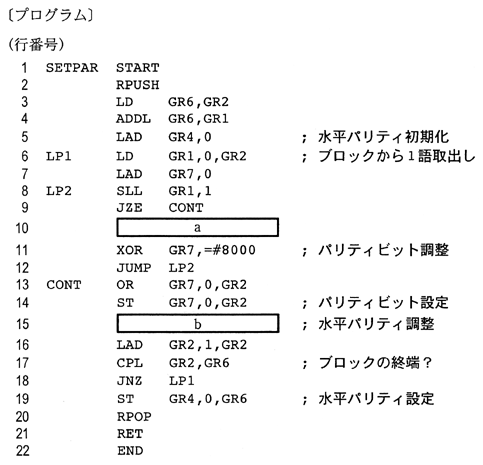 〔プログラム〕
(行番号)
1 SETPAR START
2 RPUSH
3 LD GR6,GR2
4 ADDL GR6,GR1
5 LAD GR4,0 ; 水平パリティ初期化
6 LP1 LD GR1,0,GR2 ; ブロックから1語取出し
7 LAD GR7,0
8 LP2 SLL GR1,1
9 JZE CONT
10 a
11 XOR GR7,=#8000 ; パリティビット調整
12 JUMP LP2
13 CONT OR GR7,0,GR2
14 ST GR7,0,GR2 ; パリティビット設定
15 b ; 水平パリティ調整
16 LAD GR2,1,GR2
17 CPL GR2,GR6 ; ブロックの終端?
18 JNZ LP1
19 ST GR4,0,GR6 ; 水平パリティ設定
20 RPOP
21 RET
22 END